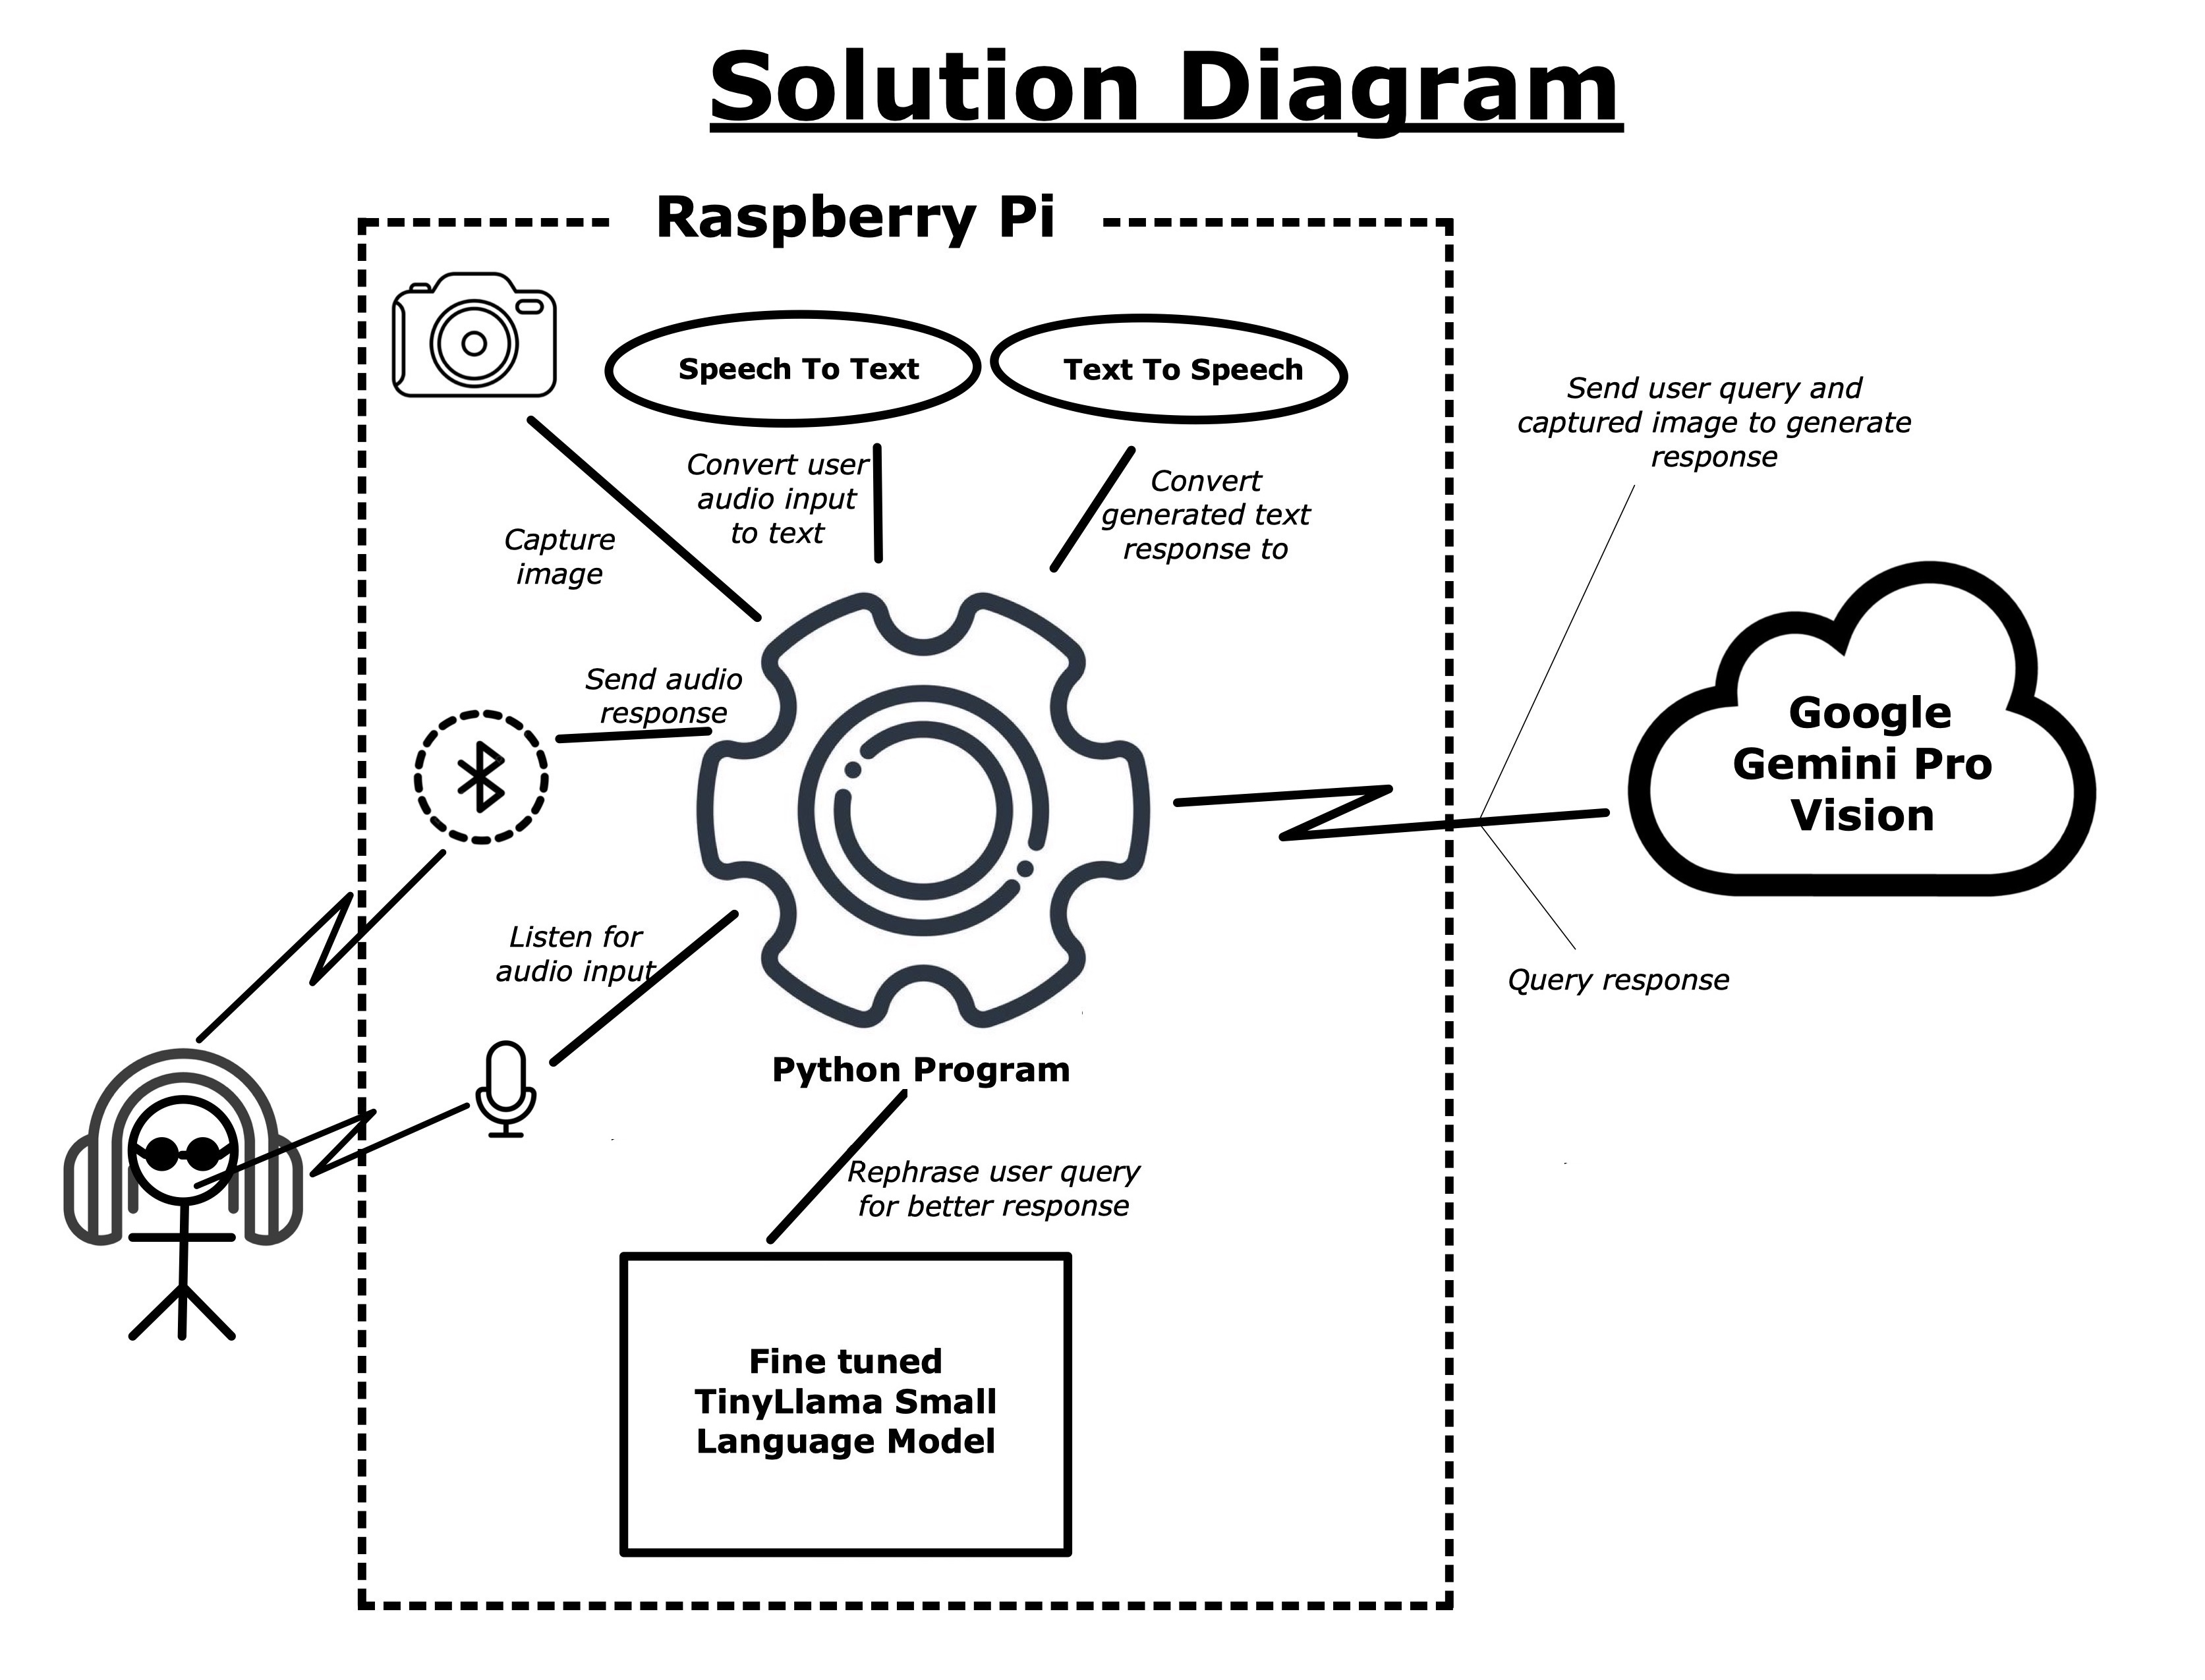 Solution Diagram
Raspberry Pi
Speech To Text
Text To Speech
Convert user
audio input
to text
Convert
generated text
response to
Capture
image
Send user query and
captured image to generate
response
Send audio
response
Google
Gemini Pro
Vision
Listen for
audio input
Query response
Python Program
Rephrase user query
for better response
Fine tuned
TinyLlama Small
Language Model